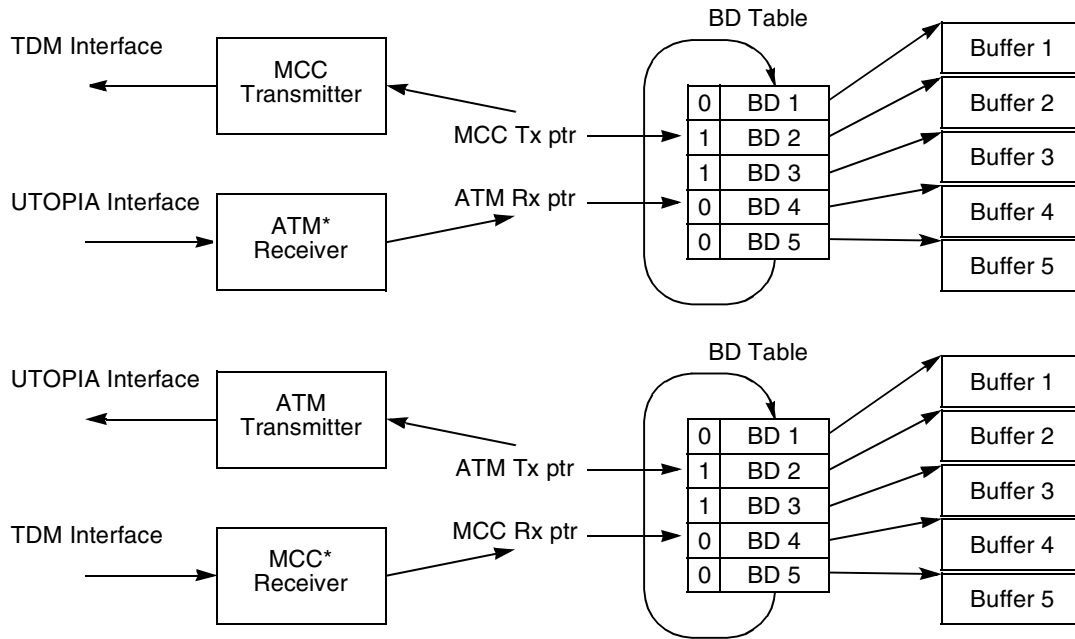 BD Table
TDM Interface
MCC
Transmitter
MCC Tx ptr
0 BD 1
1 BD 2
1 BD 3
0 BD 4
0 BD 5
Buffer 1
Buffer 2
Buffer 3
Buffer 4
Buffer 5
UTOPIA Interface
ATM*
Receiver
ATM Rx ptr
BD Table
UTOPIA Interface
ATM
Transmitter
ATM Tx ptr
0 BD 1
1 BD 2
1 BD 3
0 BD 4
0 BD 5
Buffer 1
Buffer 2
Buffer 3
Buffer 4
Buffer 5
TDM Interface
MCC*
Receiver
MCC Rx ptr